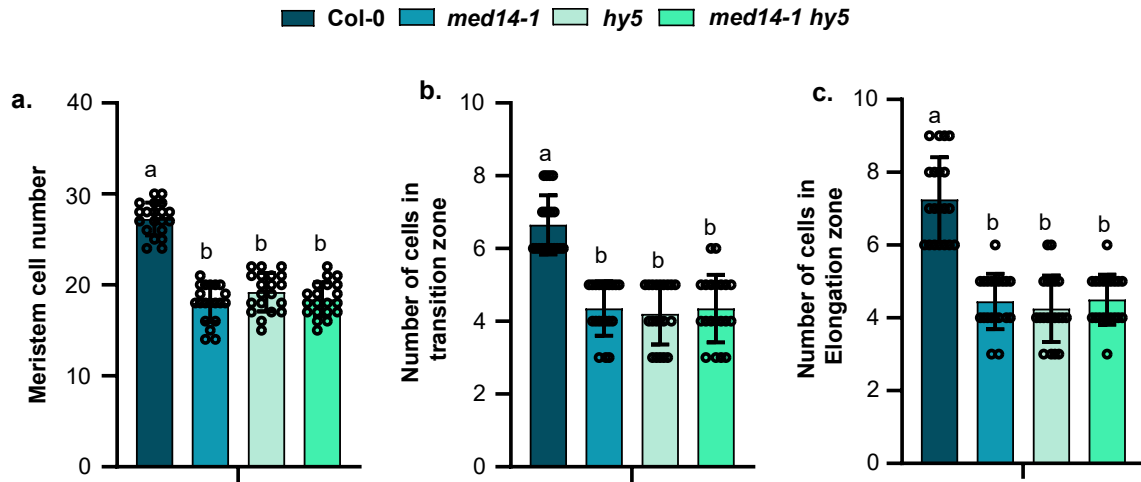 Col-0 med14-1 hy5 med14-1 hy5
a.
Meristem cell number
40
30
20
10
0
a
b
b
b
b.
Number of cells in
transition zone
10
8
6
4
2
0
a
b
b
b
c.
Number of cells in
Elongation zone
10
8
6
4
2
0
a
b
b
b